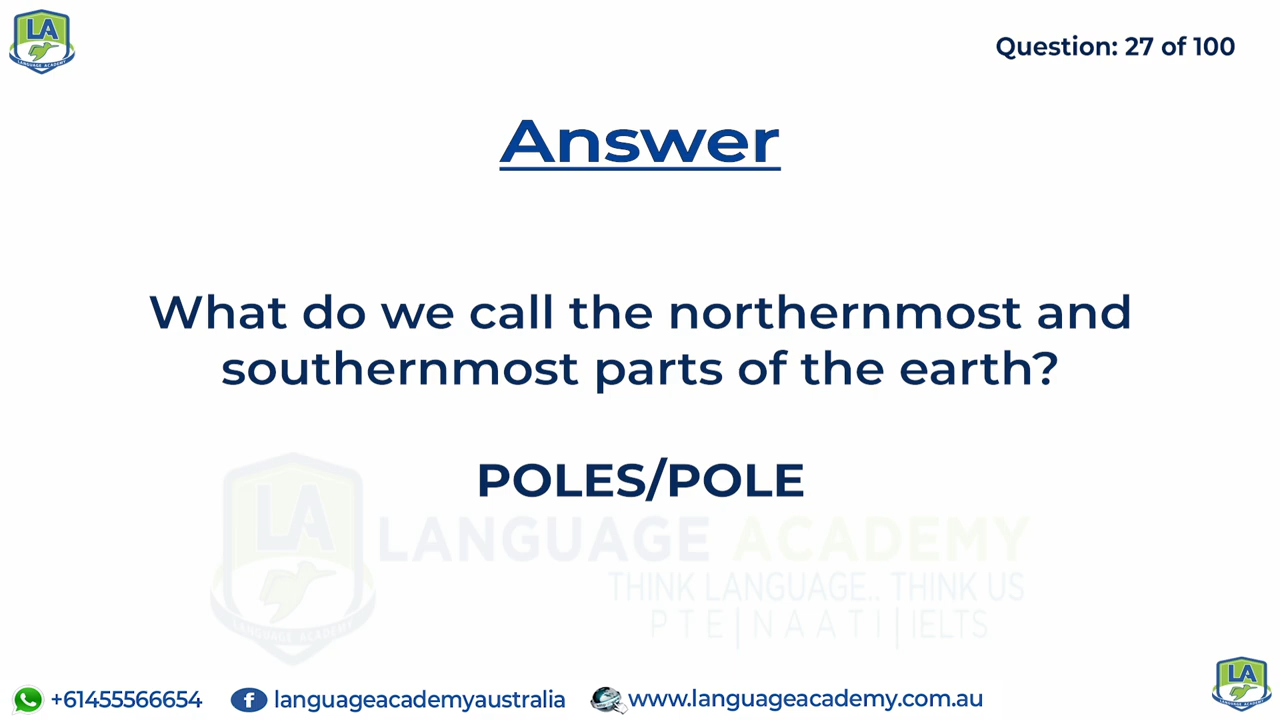 LA
LANGUAGE ACADEMY
Question: 27 of 100
Answer
What do we call the northernmost and
southernmost parts of the earth?
POLES/POLE
LA
LANGUAGE ACADEMY
LANGUAGE ACADEMY
THINK LANGUAGE.. THINK US
PTE|NAATI|IELTS
+61455566654
languageacademyaustralia
www.languageacademy.com.au
LA
LANGUAGE ACADEMY